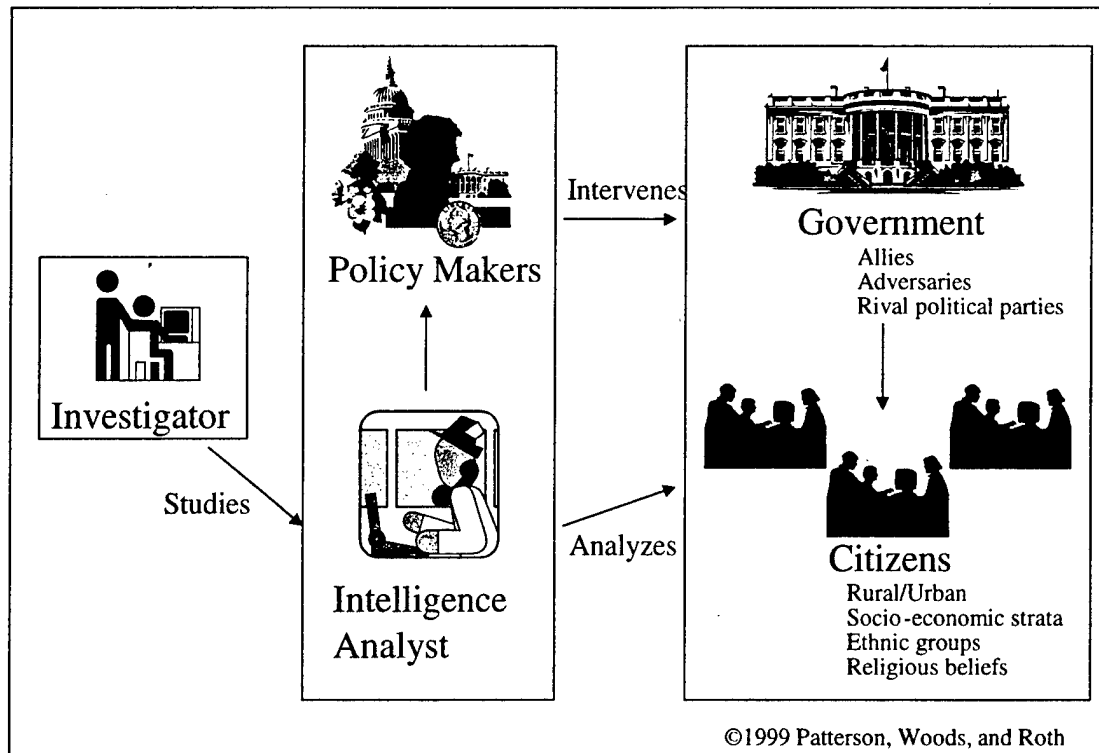 Investigator
Studies
Policy Makers
Intelligence
Analyst
Intervenes
Analyzes
Government
Allies
Adversaries
Rival political parties
Citizens
Rural/Urban
Socio-economic strata
Ethnic groups
Religious beliefs
©1999 Patterson, Woods, and Roth